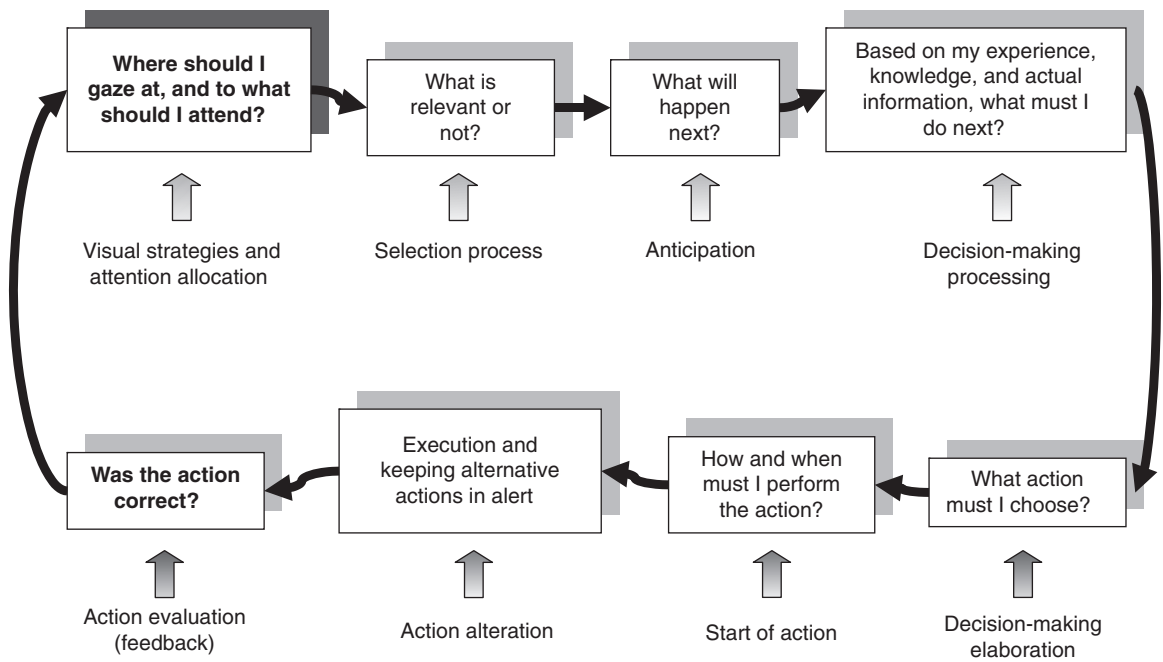 Where should I
gaze at, and to what
should I attend?
What is
relevant or
not?
What will
happen
next?
Based on my experience,
knowledge, and actual
information, what must I
do next?
Visual strategies and
attention allocation
Selection process
Anticipation
Decision-making
processing
Was the action
correct?
Execution and
keeping alternative
actions in alert
How and when
must I perform
the action?
What action
must I choose?
Action evaluation
(feedback)
Action alteration
Start of action
Decision-making
elaboration